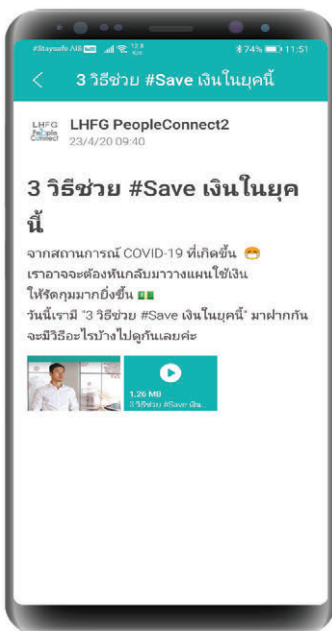 #Staysafe AIS 12.8 K/s 74% 11:51
3 วิธีช่วย #Save เงินในยุคนี้
LHFG People Connect
LHFG PeopleConnect2
23/4/20 09:40
3 วิธีช่วย #Save เงินในยุค
นี้
จากสถานการณ์ COVID-19 ที่เกิดขึ้น
เราอาจจะต้องหันกลับมาวางแผนใช้เงิน
ให้รัดกุมมากยิ่งขึ้น
วันนี้เรามี "3 วิธีช่วย #Save เงินในยุคนี้" มาฝากกัน
จะมีวิธีอะไรบ้างไปดูกันเลยค่ะ
1.26 MB
3 วิธีช่วย #Save เงิน...